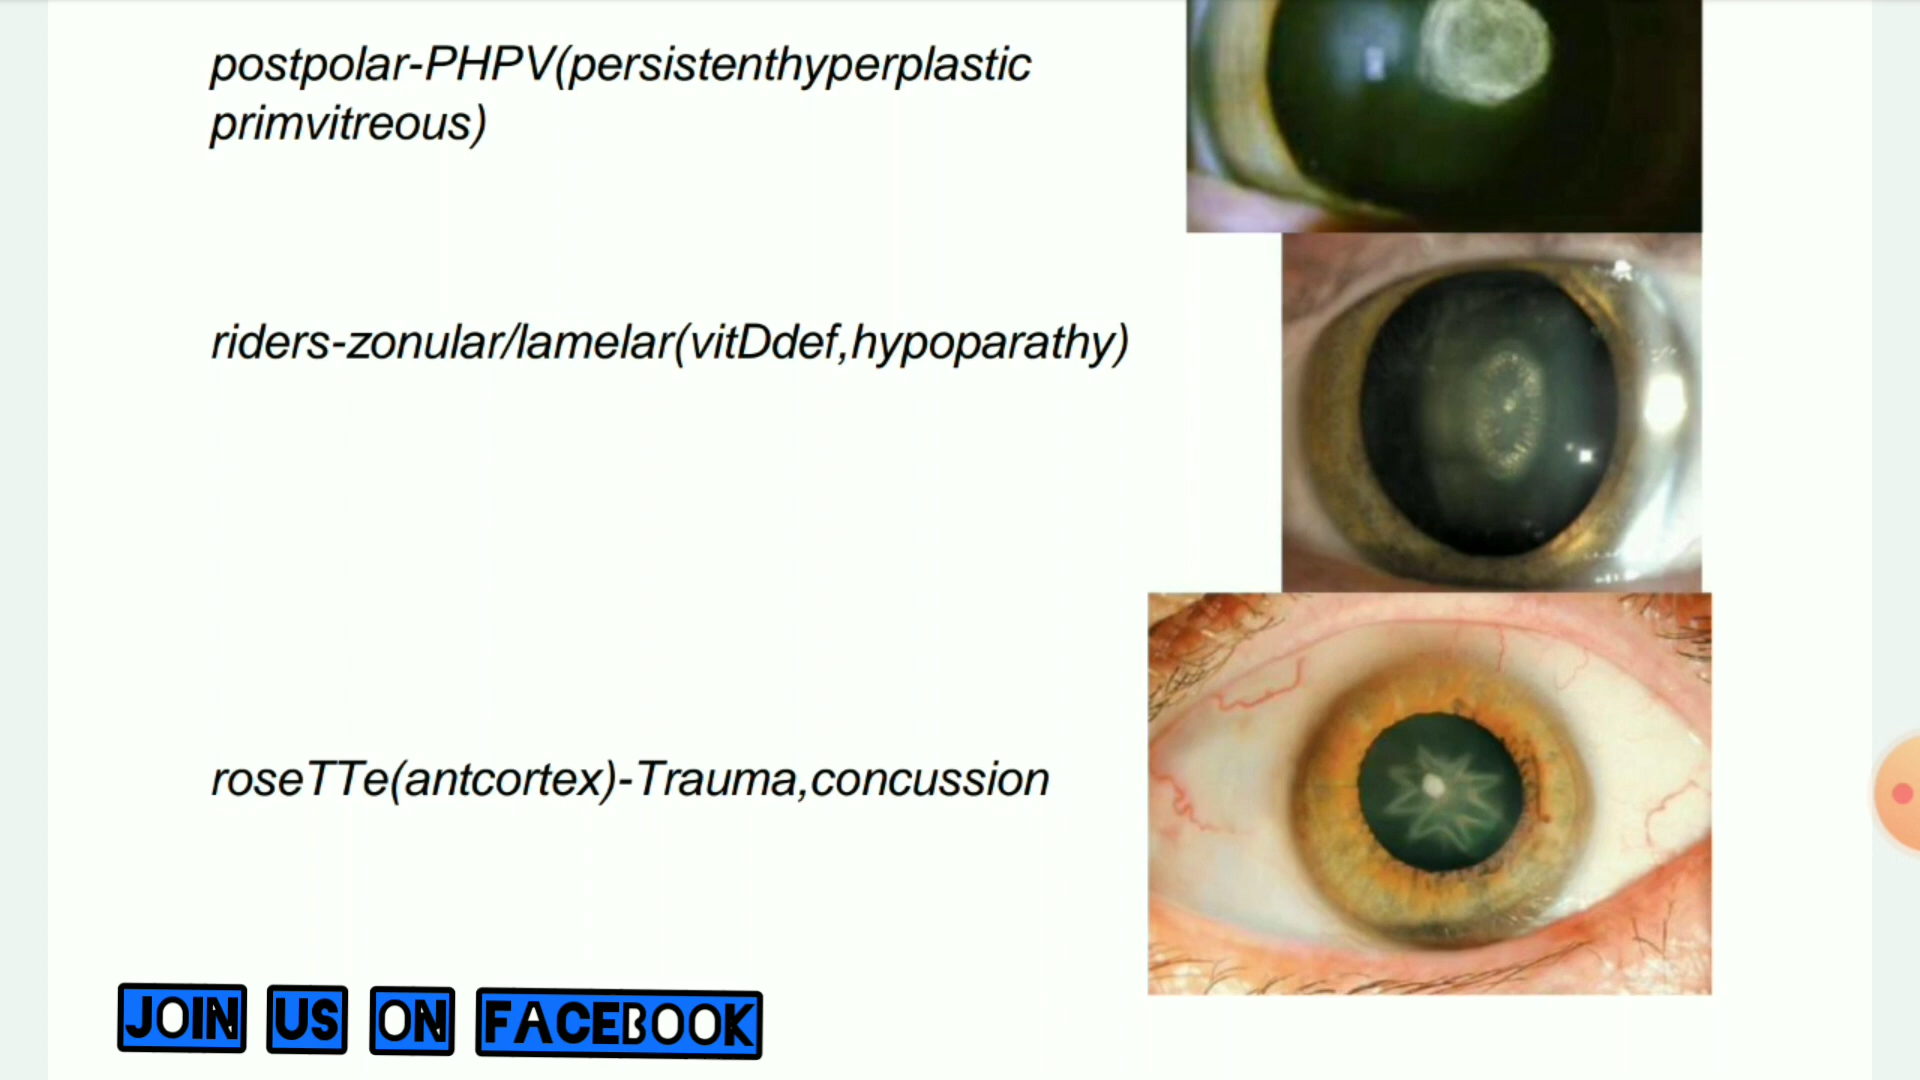 postpolar-PHPV(persistenthyperplastic
primvitreous)
riders-zonular/lamelar(vitDdef,hypoparathy)
roseTTe(antcortex)-Trauma,concussion
JOIN US ON FACEBOOK